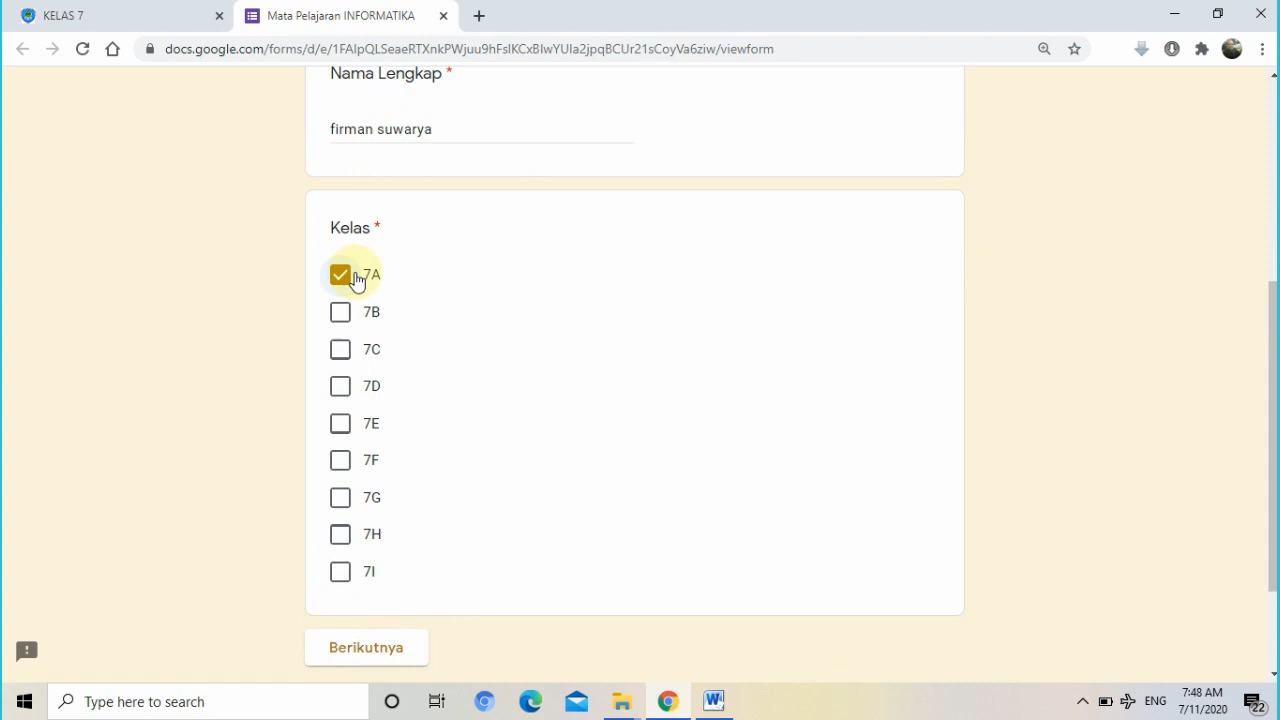 KELAS 7
Mata Pelajaran INFORMATIKA
docs.google.com/forms/d/e/1FAIpQLSeaeRTXnkPWjuu9hFsIKCxBIwYUIa2jpqBCUr21sCoyVa6ziw/viewform
Nama Lengkap *
firman suwarya
Kelas *
7A
7B
7C
7D
7E
7F
7G
7H
7I
Berikutnya
Type here to search
ENG
7:48 AM
7/11/2020
22